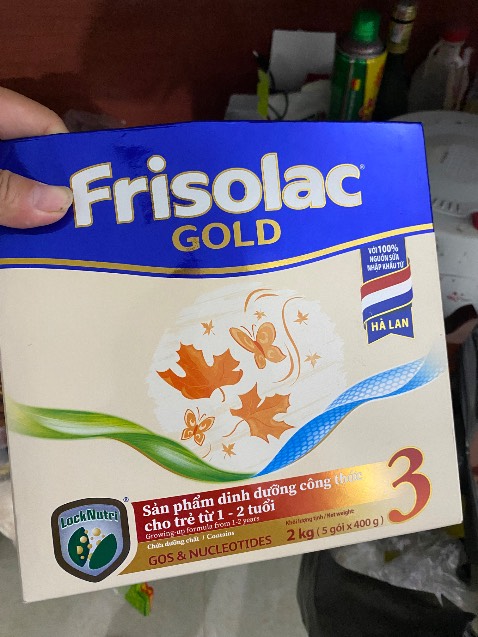 Frisolac®
GOLD
VỚI 100%
NGUỒN SỮA
NHẬP KHẨU TỪ
HÀ LAN
LockNutri®
Sản phẩm dinh dưỡng công thức
cho trẻ từ 1 - 2 tuổi
Growing-up formula from 1-2 years
Chứa dưỡng chất / Contains
GOS & NUCLEOTIDES
Khối lượng tịnh / Net weight:
2 kg (5 gói x 400 g)
3